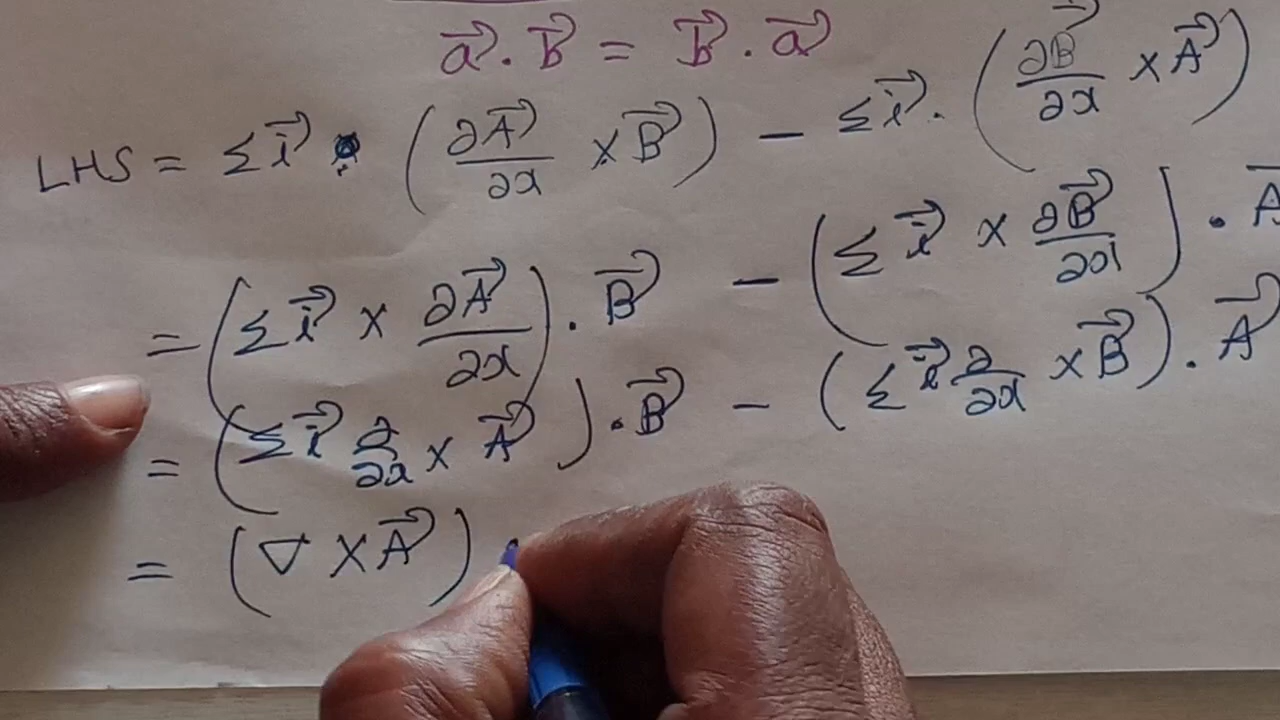 a⃗ . B⃗ = B⃗ . a⃗
LHS = Σ i⃗ . (∂A⃗/∂x × B⃗) − Σ i⃗ . (∂B⃗/∂x × A⃗)
= (Σ i⃗ × ∂A⃗/∂x) . B⃗ − (Σ i⃗ × ∂B⃗/∂x) . A⃗
= (Σ i⃗ ∂/∂x × A⃗) . B⃗ − (Σ i⃗ ∂/∂x × B⃗) . A⃗
= (∇ × A⃗) .